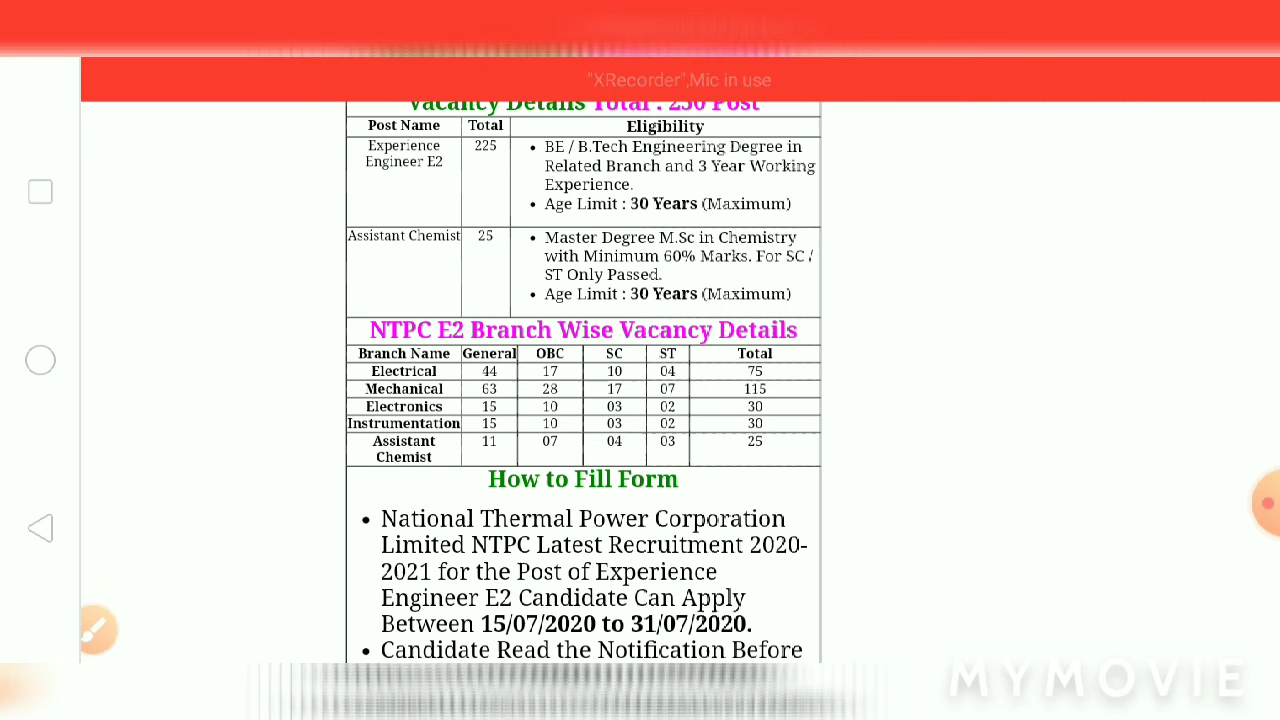 "XRecorder",Mic in use
Vacancy Details Total : 250 Post
Post Name Total Eligibility
Experience Engineer E2 225
• BE / B.Tech Engineering Degree in
Related Branch and 3 Year Working
Experience.
• Age Limit : 30 Years (Maximum)
Assistant Chemist 25
• Master Degree M.Sc in Chemistry
with Minimum 60% Marks. For SC /
ST Only Passed.
• Age Limit : 30 Years (Maximum)
NTPC E2 Branch Wise Vacancy Details
Branch Name General OBC SC ST Total
Electrical 44 17 10 04 75
Mechanical 63 28 17 07 115
Electronics 15 10 03 02 30
Instrumentation 15 10 03 02 30
Assistant Chemist 11 07 04 03 25
How to Fill Form
• National Thermal Power Corporation
Limited NTPC Latest Recruitment 2020-
2021 for the Post of Experience
Engineer E2 Candidate Can Apply
Between 15/07/2020 to 31/07/2020.
• Candidate Read the Notification Before
MYMOVIE